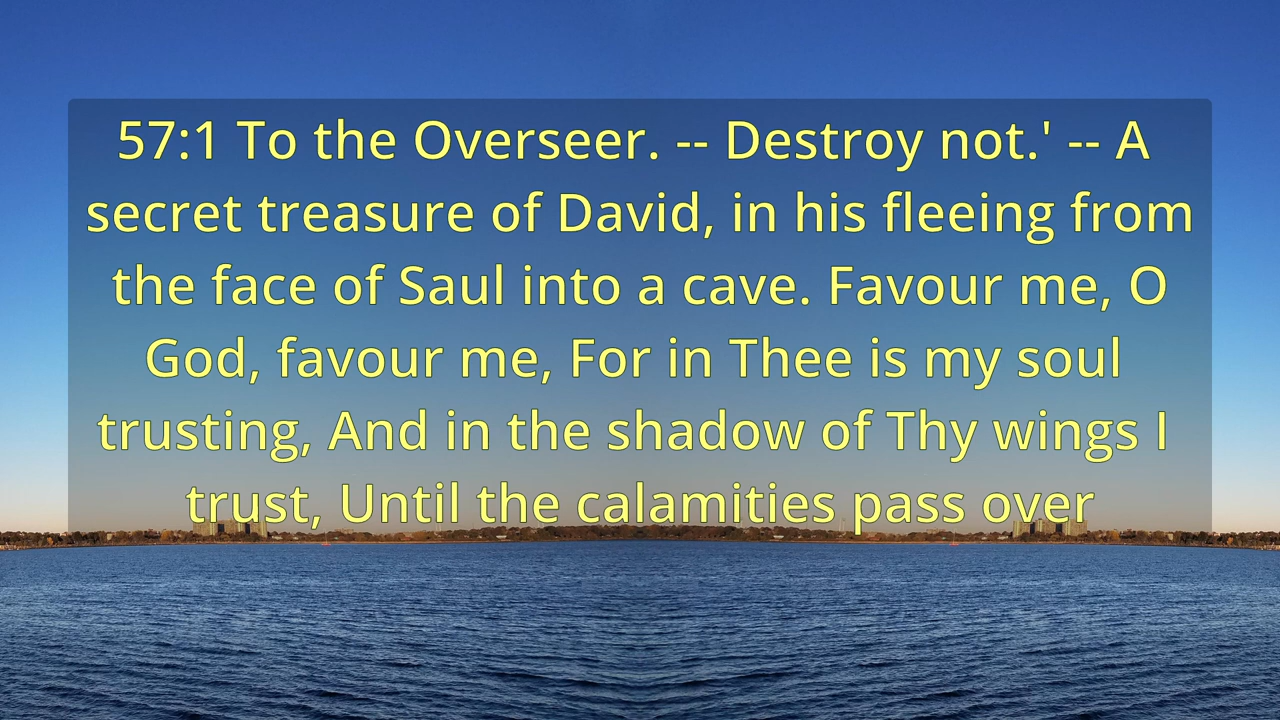 57:1 To the Overseer. -- Destroy not.' -- A
secret treasure of David, in his fleeing from
the face of Saul into a cave. Favour me, O
God, favour me, For in Thee is my soul
trusting, And in the shadow of Thy wings I
trust, Until the calamities pass over